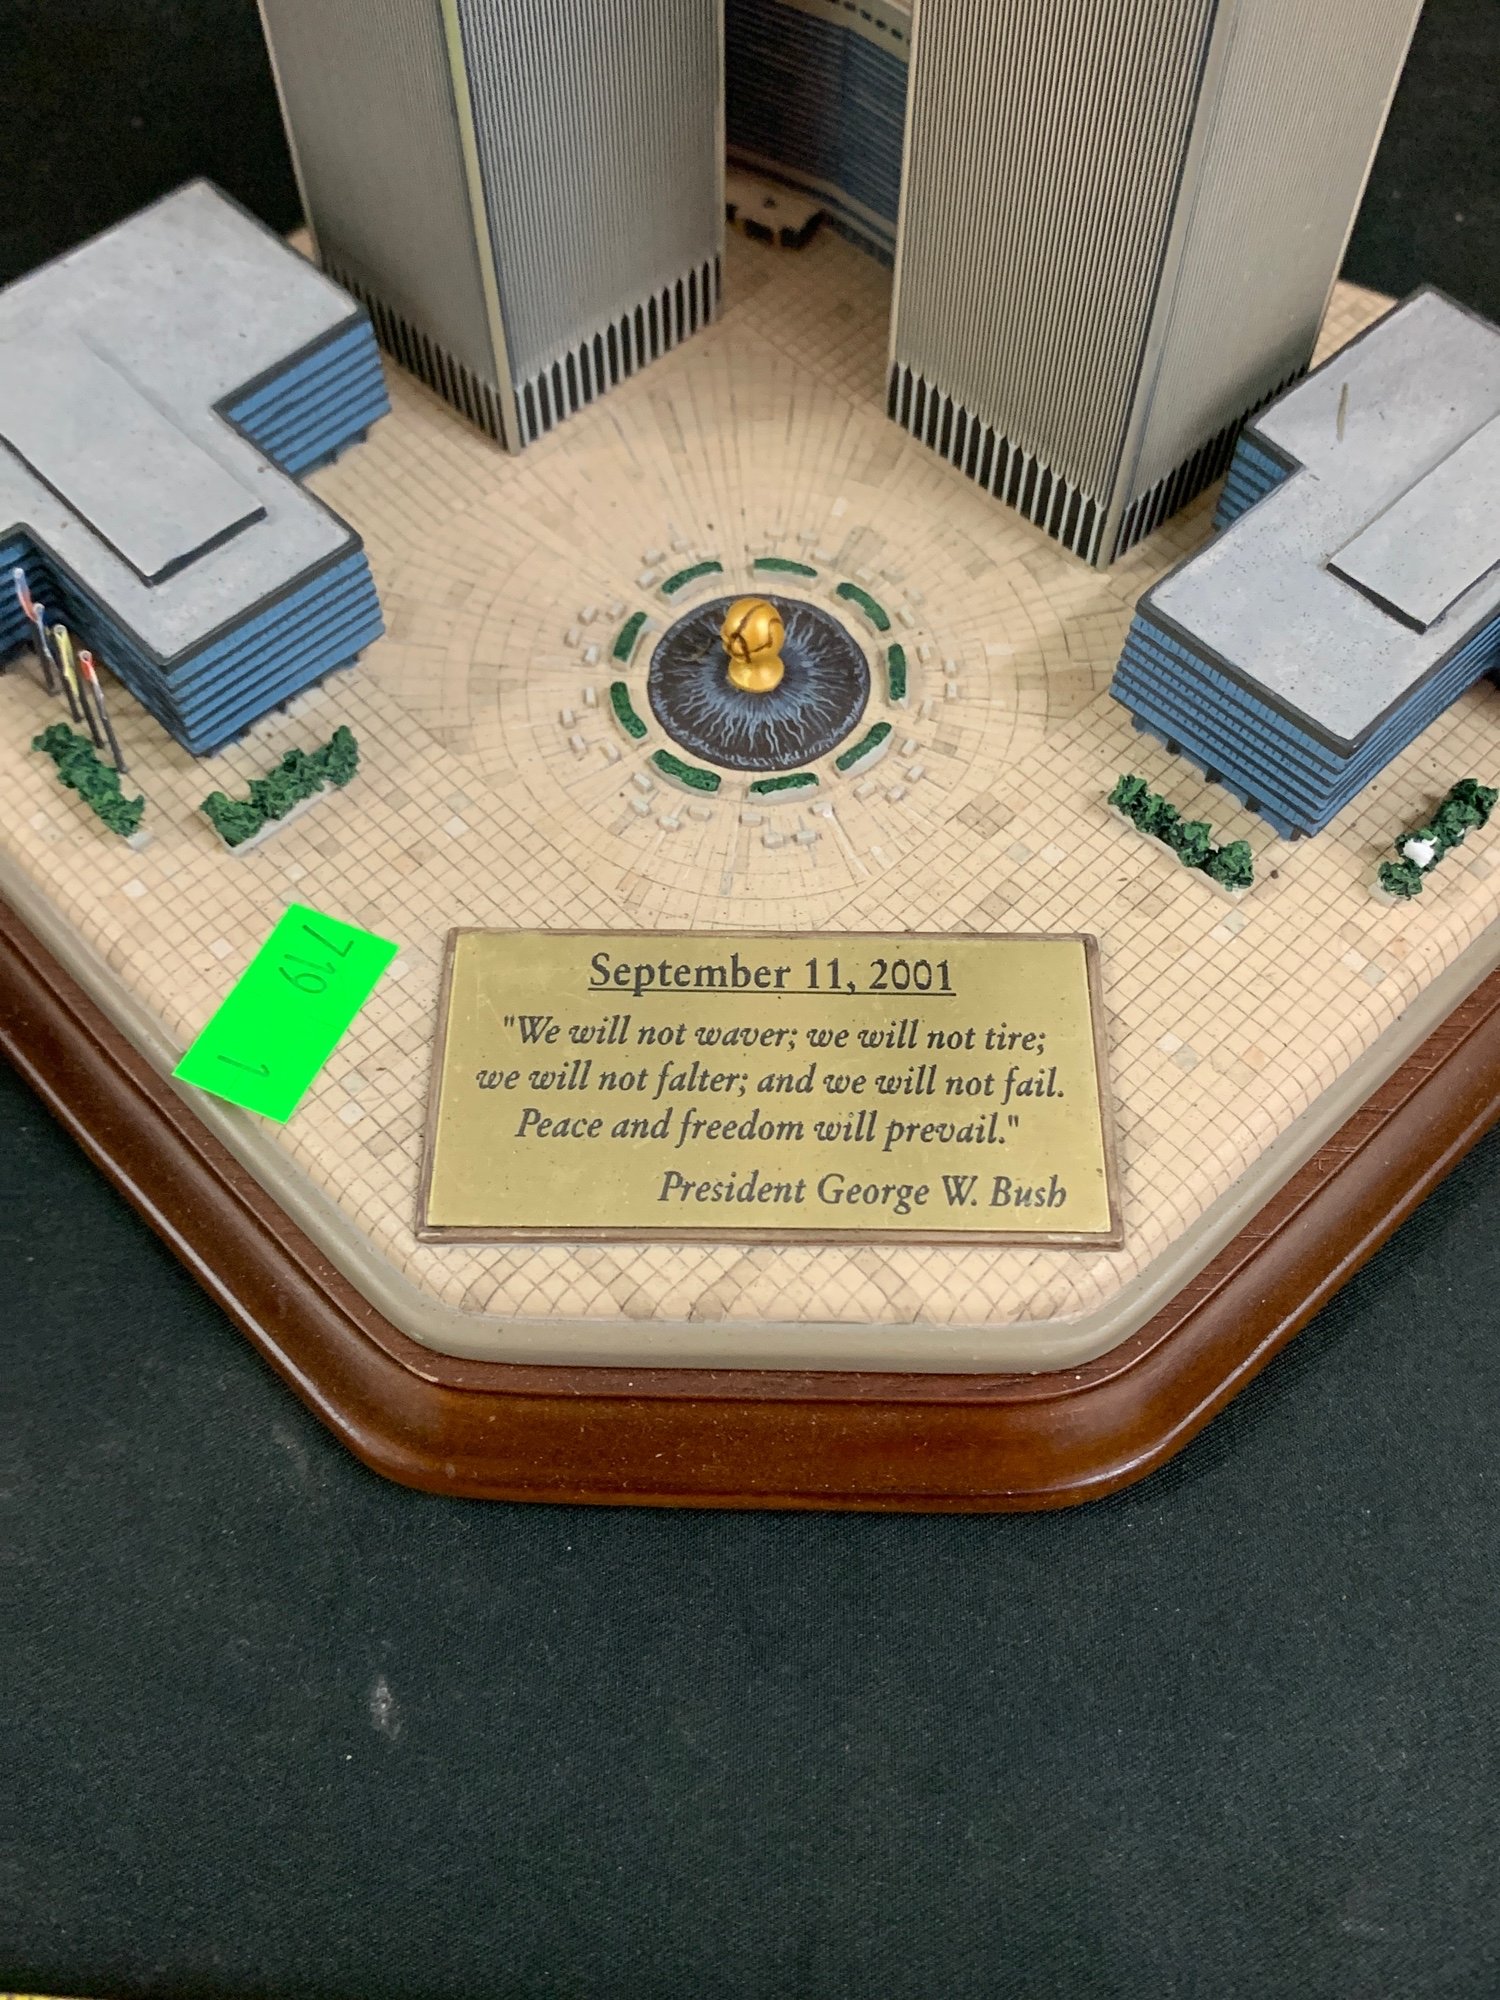 719
1
September 11, 2001
"We will not waver; we will not tire;
we will not falter; and we will not fail.
Peace and freedom will prevail."
President George W. Bush